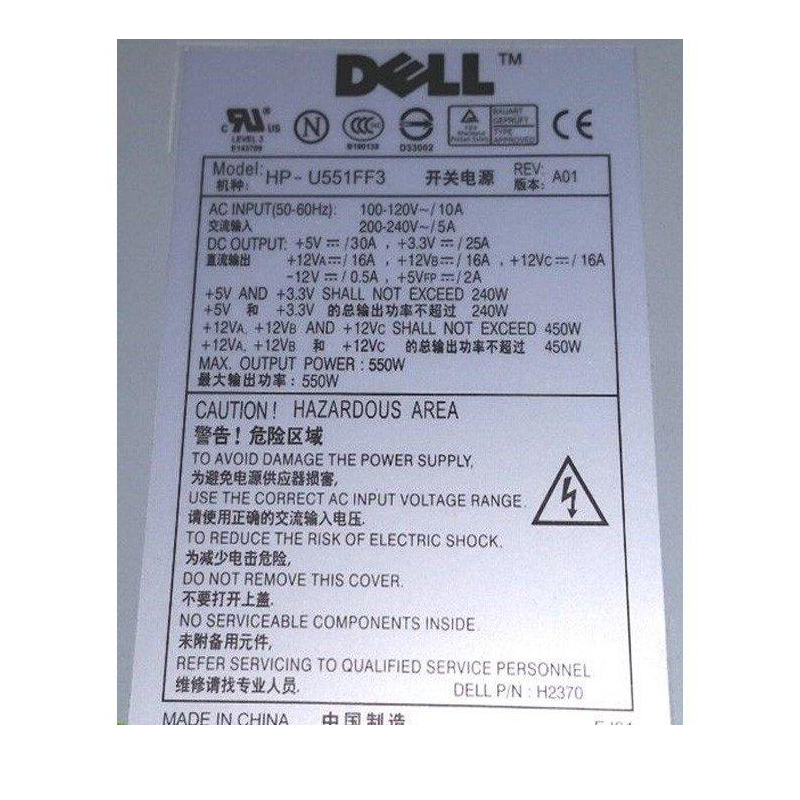 DELL™
c UL® US
LEVEL 3
E143709
N
CCC
S
D33002
BAUART
GEPRÜFT
TYPE
APPROVED
CE
Model: HP-U551FF3 开关电源 REV: A01
机种: 版本:
AC INPUT(50-60Hz): 100-120V~/10A
交流输入 200-240V~/5A
DC OUTPUT: +5V⎓/30A , +3.3V⎓/25A
直流输出 +12VA⎓/16A , +12VB⎓/16A , +12VC⎓/16A
-12V⎓/0.5A , +5VFP⎓/2A
+5V AND +3.3V SHALL NOT EXCEED 240W
+5V 和 +3.3V 的总输出功率不超过 240W
+12VA, +12VB AND +12VC SHALL NOT EXCEED 450W
+12VA, +12VB 和 +12VC 的总输出功率不超过 450W
MAX. OUTPUT POWER : 550W
最大输出功率: 550W
CAUTION! HAZARDOUS AREA
警告! 危险区域
TO AVOID DAMAGE THE POWER SUPPLY,
为避免电源供应器损害,
USE THE CORRECT AC INPUT VOLTAGE RANGE.
请使用正确的交流输入电压.
TO REDUCE THE RISK OF ELECTRIC SHOCK.
为减少电击危险,
DO NOT REMOVE THIS COVER.
不要打开上盖.
NO SERVICEABLE COMPONENTS INSIDE.
未附备用元件,
REFER SERVICING TO QUALIFIED SERVICE PERSONNEL
维修请找专业人员. DELL P/N : H2370
MADE IN CHINA 中国制造